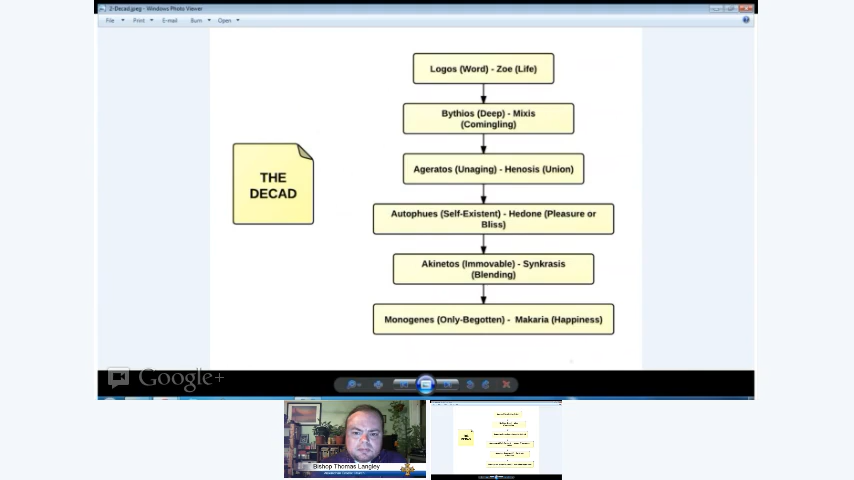 2-Decad.jpeg - Windows Photo Viewer
File Print E-mail Burn Open
Logos (Word) - Zoe (Life)
Bythios (Deep) - Mixis
(Comingling)
Ageratos (Unaging) - Henosis (Union)
THE
DECAD
Autophues (Self-Existent) - Hedone (Pleasure or
Bliss)
Akinetos (Immovable) - Synkrasis
(Blending)
Monogenes (Only-Begotten) - Makaria (Happiness)
Google+
Bishop Thomas Langley